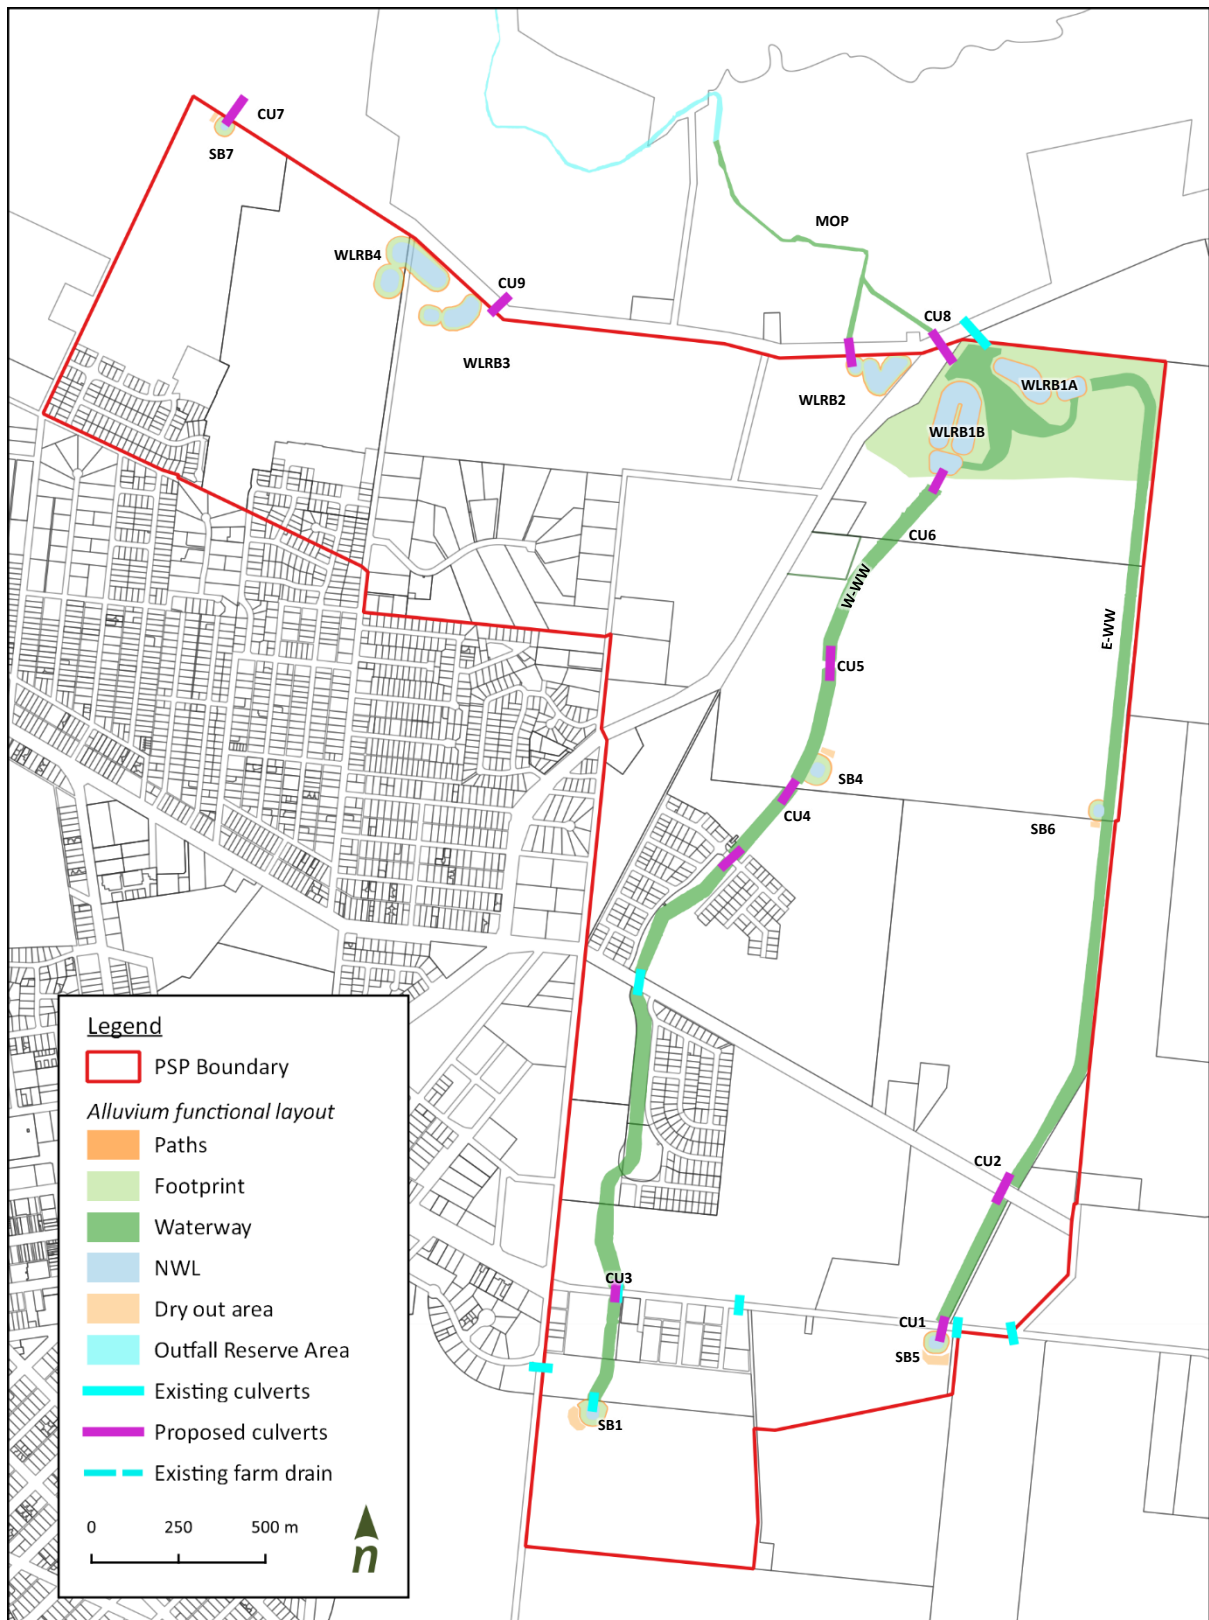 CU7
SB7
MOP
WLRB4
CU9
CU8
WLRB3
WLRB1A
WLRB2
WLRB1B
CU6
W-WW
E-WW
CU5
SB4
CU4
SB6
CU2
CU3
CU1
SB5
SB1
Legend
PSP Boundary
Alluvium functional layout
Paths
Footprint
Waterway
NWL
Dry out area
Outfall Reserve Area
Existing culverts
Proposed culverts
Existing farm drain
0 250 500 m
n